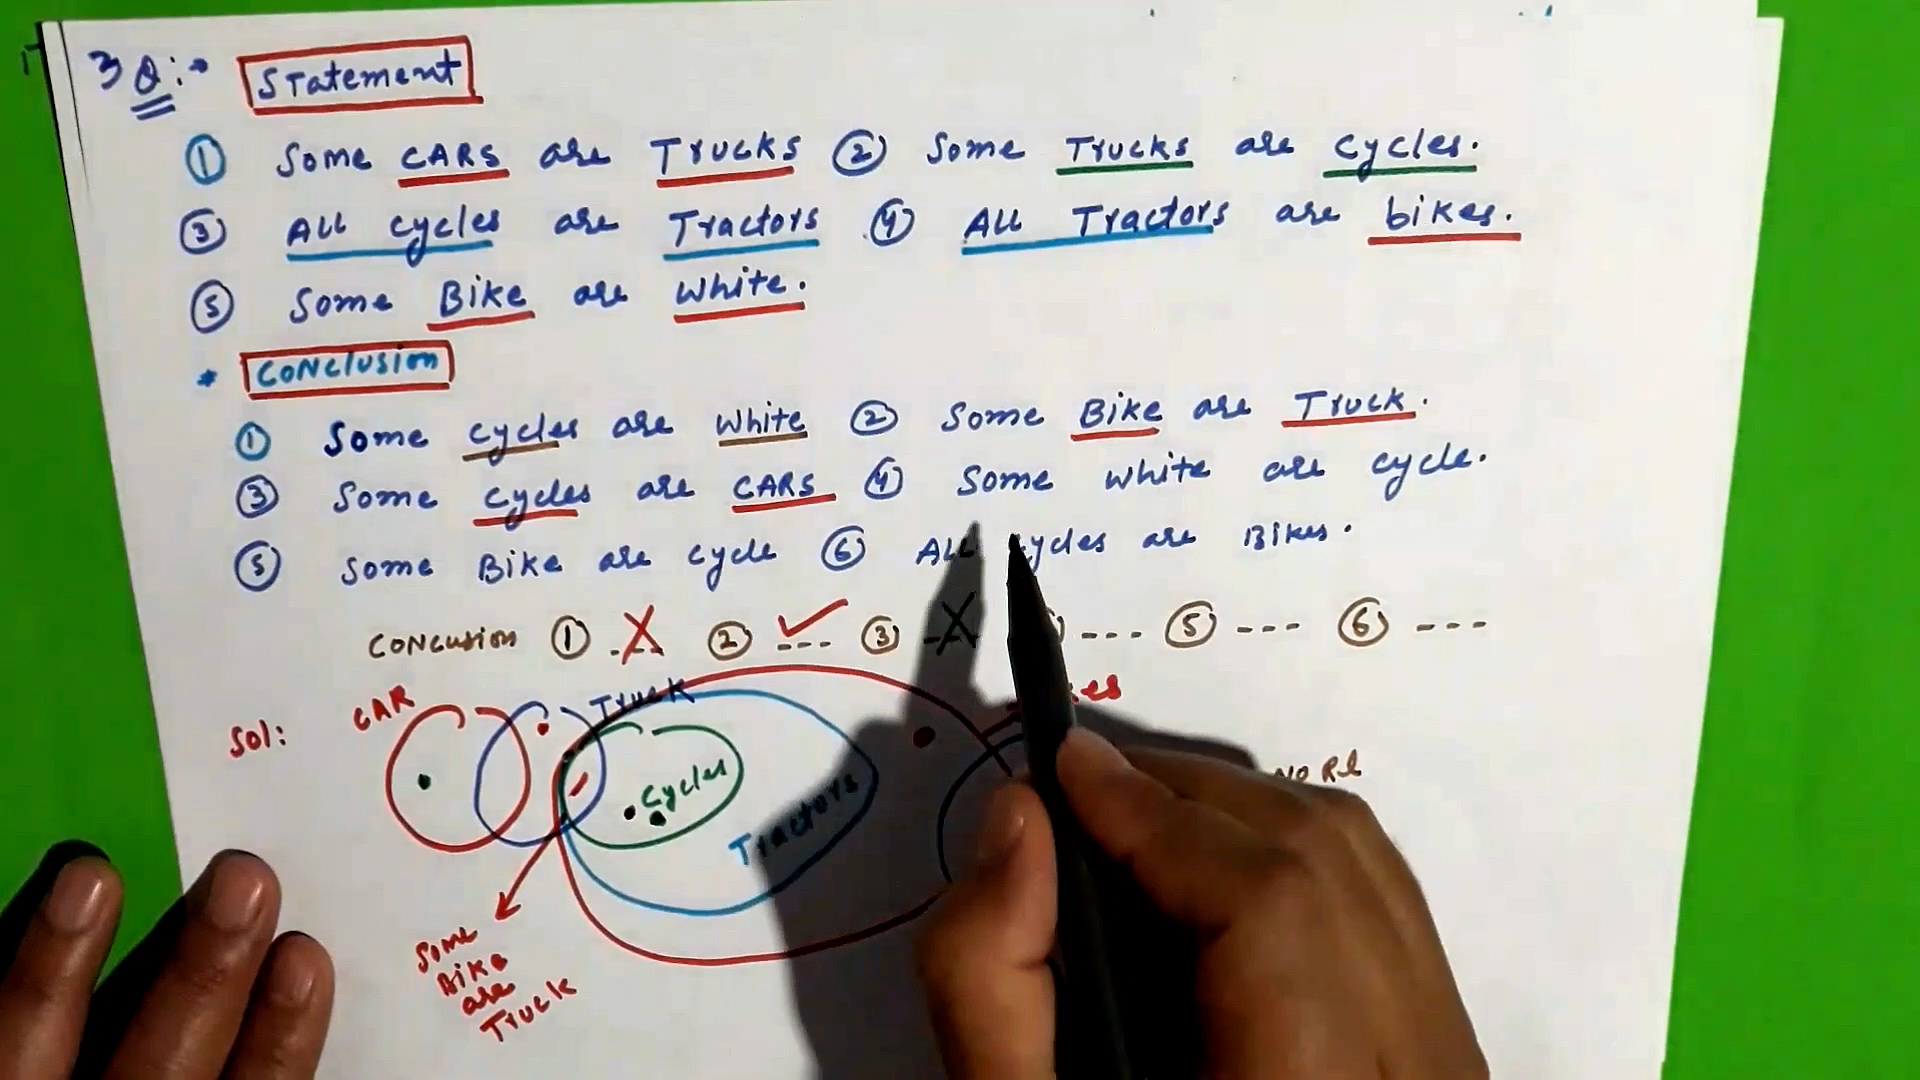 3 Q:→ Statement
① Some CARS are Trucks ② Some Trucks are cycles.
③ All cycles are Tractors ④ All Tractors are bikes.
⑤ Some Bike are white.
* Conclusion
① Some cycles are white ② Some Bike are Truck.
③ Some cycles are CARS ④ Some white are cycle.
⑤ Some Bike are cycle ⑥ All cycles are Bikes.
Conclusion ① --- ② --- ③ --- --- ⑤ --- ⑥ ---
Sol: CAR Truck
Cycles
Tractors
NO
Some
Bike
are
Truck